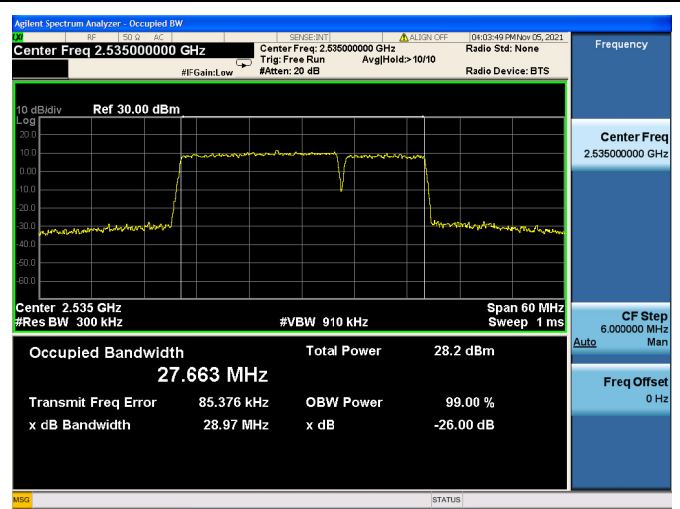 Agilent Spectrum Analyzer - Occupied BW
LXI RF 50 Ω AC SENSE:INT ALIGN OFF 04:03:49 PM Nov 05, 2021
Center Freq 2.535000000 GHz Center Freq: 2.535000000 GHz Radio Std: None
Trig: Free Run Avg|Hold:> 10/10
#IFGain:Low #Atten: 20 dB Radio Device: BTS
Frequency
10 dB/div Ref 30.00 dBm
Log
20.0
10.0
0.00
-10.0
-20.0
-30.0
-40.0
-50.0
-60.0
Center Freq
2.535000000 GHz
Center 2.535 GHz Span 60 MHz
#Res BW 300 kHz #VBW 910 kHz Sweep 1 ms
CF Step
6.000000 MHz
Auto Man
Occupied Bandwidth Total Power 28.2 dBm
27.663 MHz
Transmit Freq Error 85.376 kHz OBW Power 99.00 %
x dB Bandwidth 28.97 MHz x dB -26.00 dB
Freq Offset
0 Hz
MSG STATUS